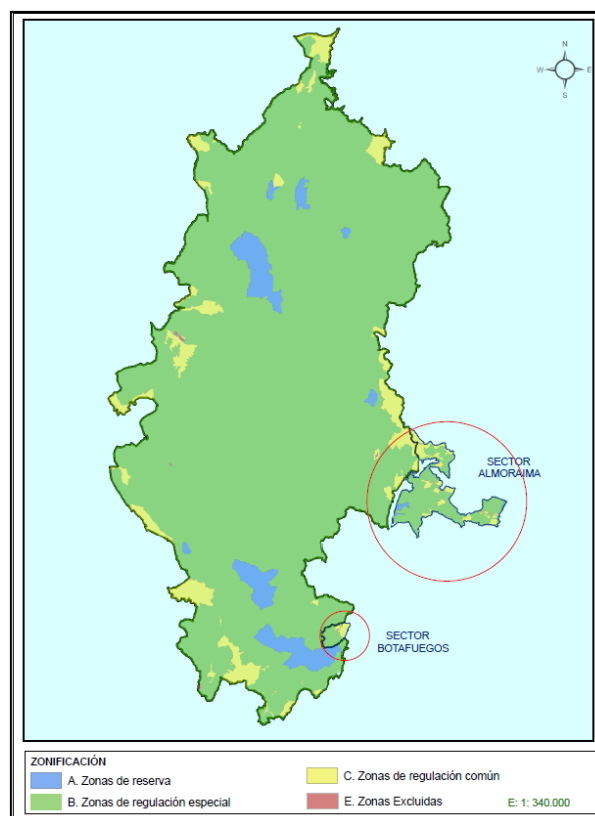 N
W
E
S
SECTOR
ALMORAIMA
SECTOR
BOTAFUEGOS
ZONIFICACIÓN
A. Zonas de reserva
B. Zonas de regulación especial
C. Zonas de regulación común
E. Zonas Excluidas
E: 1: 340.000